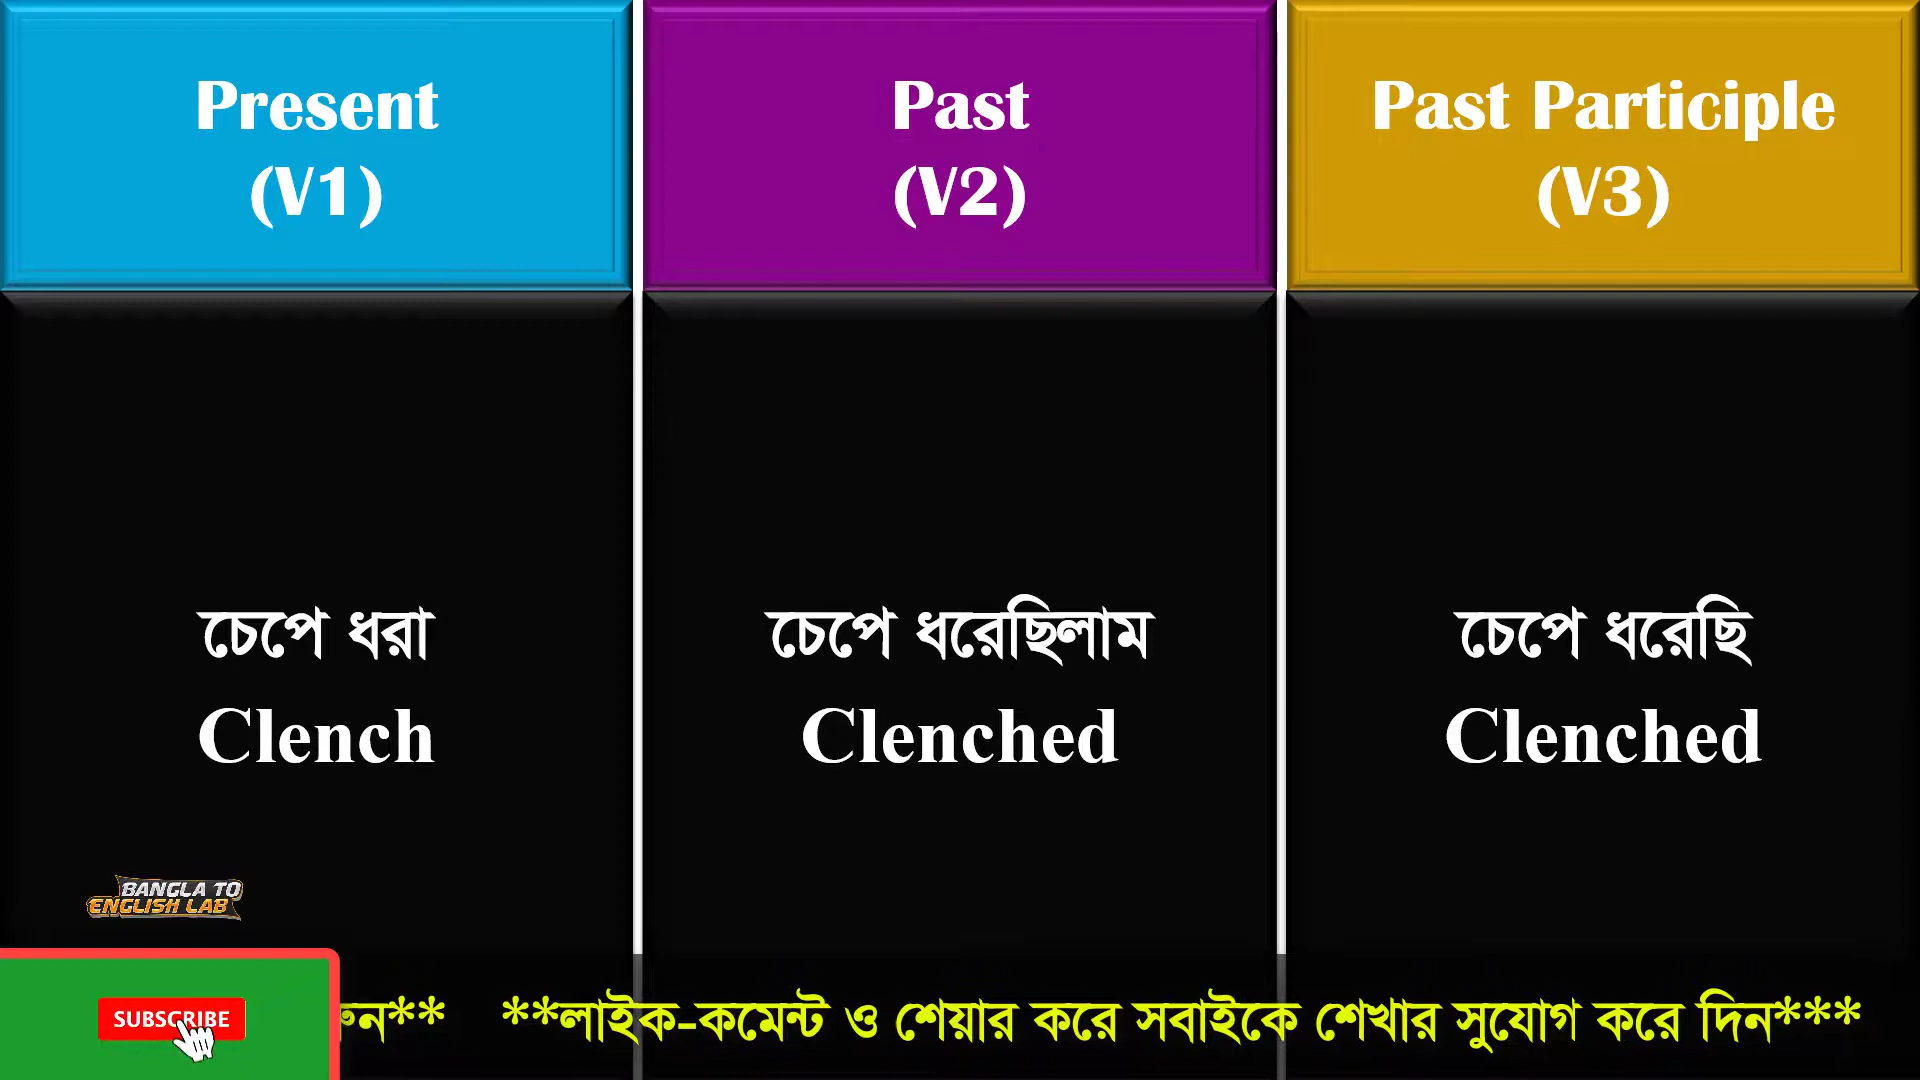 Present
(V1)
Past
(V2)
Past Participle
(V3)
চেপে ধরা
Clench
চেপে ধরেছিলাম
Clenched
চেপে ধরেছি
Clenched
BANGLA TO
ENGLISH LAB
SUBSCRIBE
**লাইক-কমেন্ট ও শেয়ার করে সবাইকে শেখার সুযোগ করে দিন***